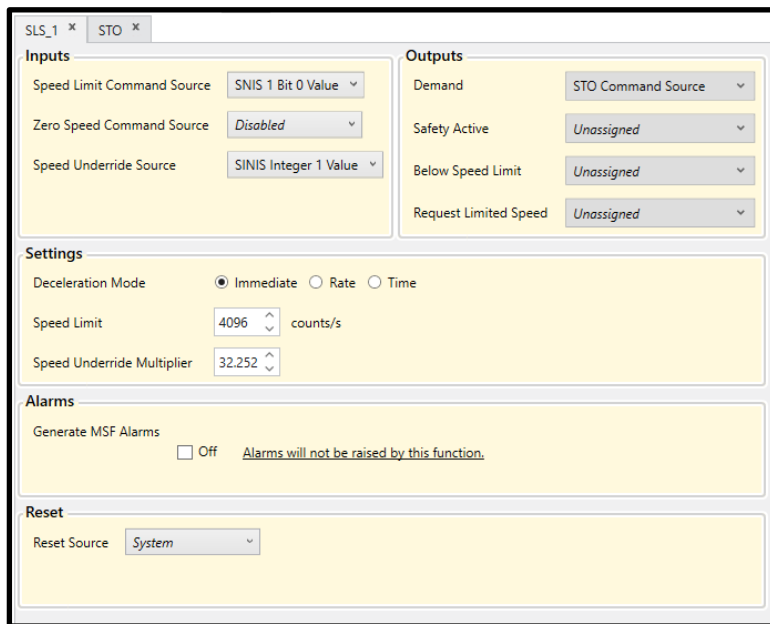 SLS_1 x STO x
Inputs
Speed Limit Command Source SNIS 1 Bit 0 Value
Zero Speed Command Source Disabled
Speed Underride Source SINIS Integer 1 Value
Outputs
Demand STO Command Source
Safety Active Unassigned
Below Speed Limit Unassigned
Request Limited Speed Unassigned
Settings
Deceleration Mode Immediate Rate Time
Speed Limit 4096 counts/s
Speed Underride Multiplier 32.252
Alarms
Generate MSF Alarms
Off Alarms will not be raised by this function.
Reset
Reset Source System